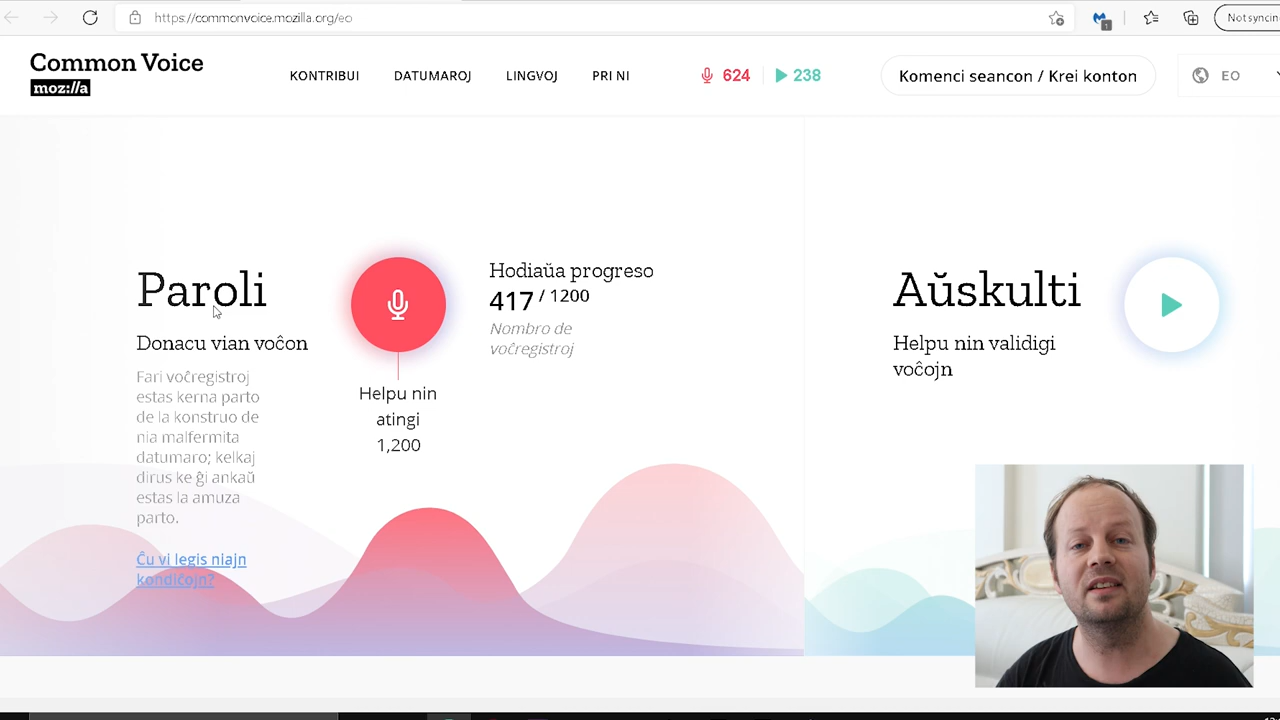 https://commonvoice.mozilla.org/eo
1
Not syncin
Common Voice
moz://a
KONTRIBUI
DATUMAROJ
LINGVOJ
PRI NI
624
238
Komenci seancon / Krei konton
EO
Paroli
Donacu vian voĉon
Fari voĉregistroj
estas kerna parto
de la konstruo de
nia malfermita
datumaro; kelkaj
dirus ke ĝi ankaŭ
estas la amuza
parto.
Ĉu vi legis niajn
kondiĉojn?
Helpu nin
atingi
1,200
Hodiaŭa progreso
417 / 1200
Nombro de
voĉregistroj
Aŭskulti
Helpu nin validigi
voĉojn